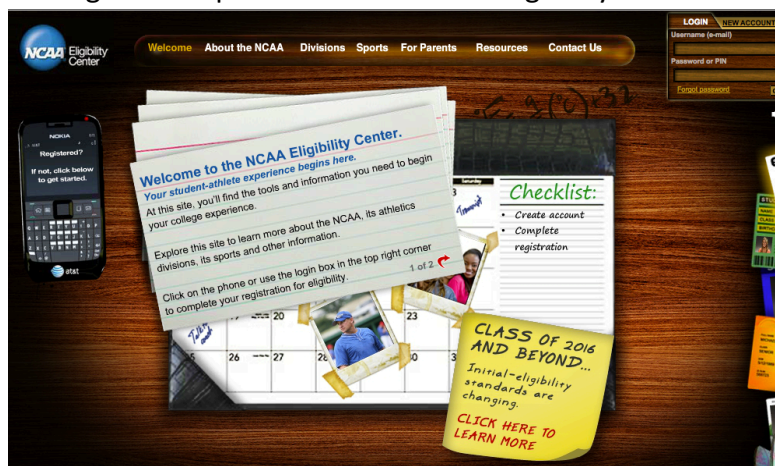 LOGIN NEW ACCOUNT
Username (e-mail)
Password or PIN
Forgot password
NCAA Eligibility
Center
Welcome About the NCAA Divisions Sports For Parents Resources Contact Us
NOKIA
Registered?
If not, click below
to get started.
at&t
Welcome to the NCAA Eligibility Center.
Your student-athlete experience begins here.
At this site, you'll find the tools and information you need to begin
your college experience.
Explore this site to learn more about the NCAA, its athletics
divisions, its sports and other information.
Click on the phone or use the login box in the top right corner
to complete your registration for eligibility.
1 of 2
Saturday
3
Transcript
Checklist:
• Create account
• Complete
registration
20
23
26
27
28
30
CLASS OF 2016
AND BEYOND...
Initial-eligibility
standards are
changing.
CLICK HERE TO
LEARN MORE